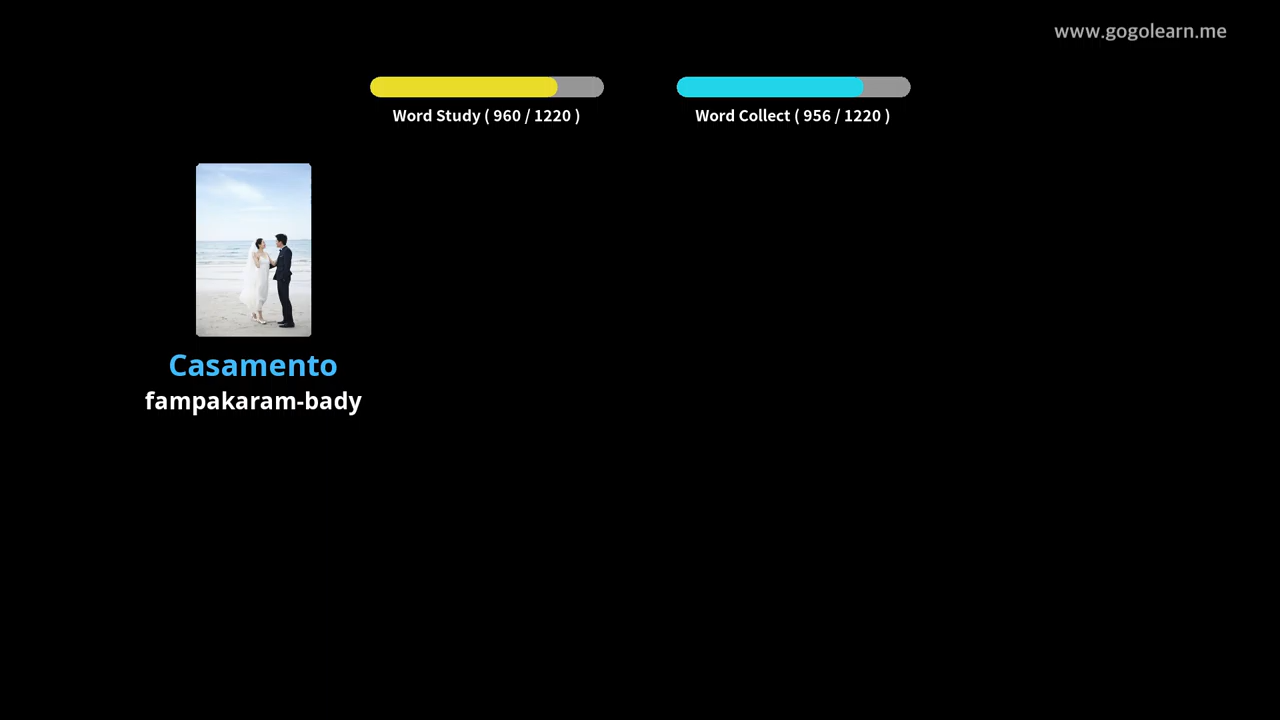 www.gogolearn.me
Word Study ( 960 / 1220 )
Word Collect ( 956 / 1220 )
Casamento
fampakaram-bady